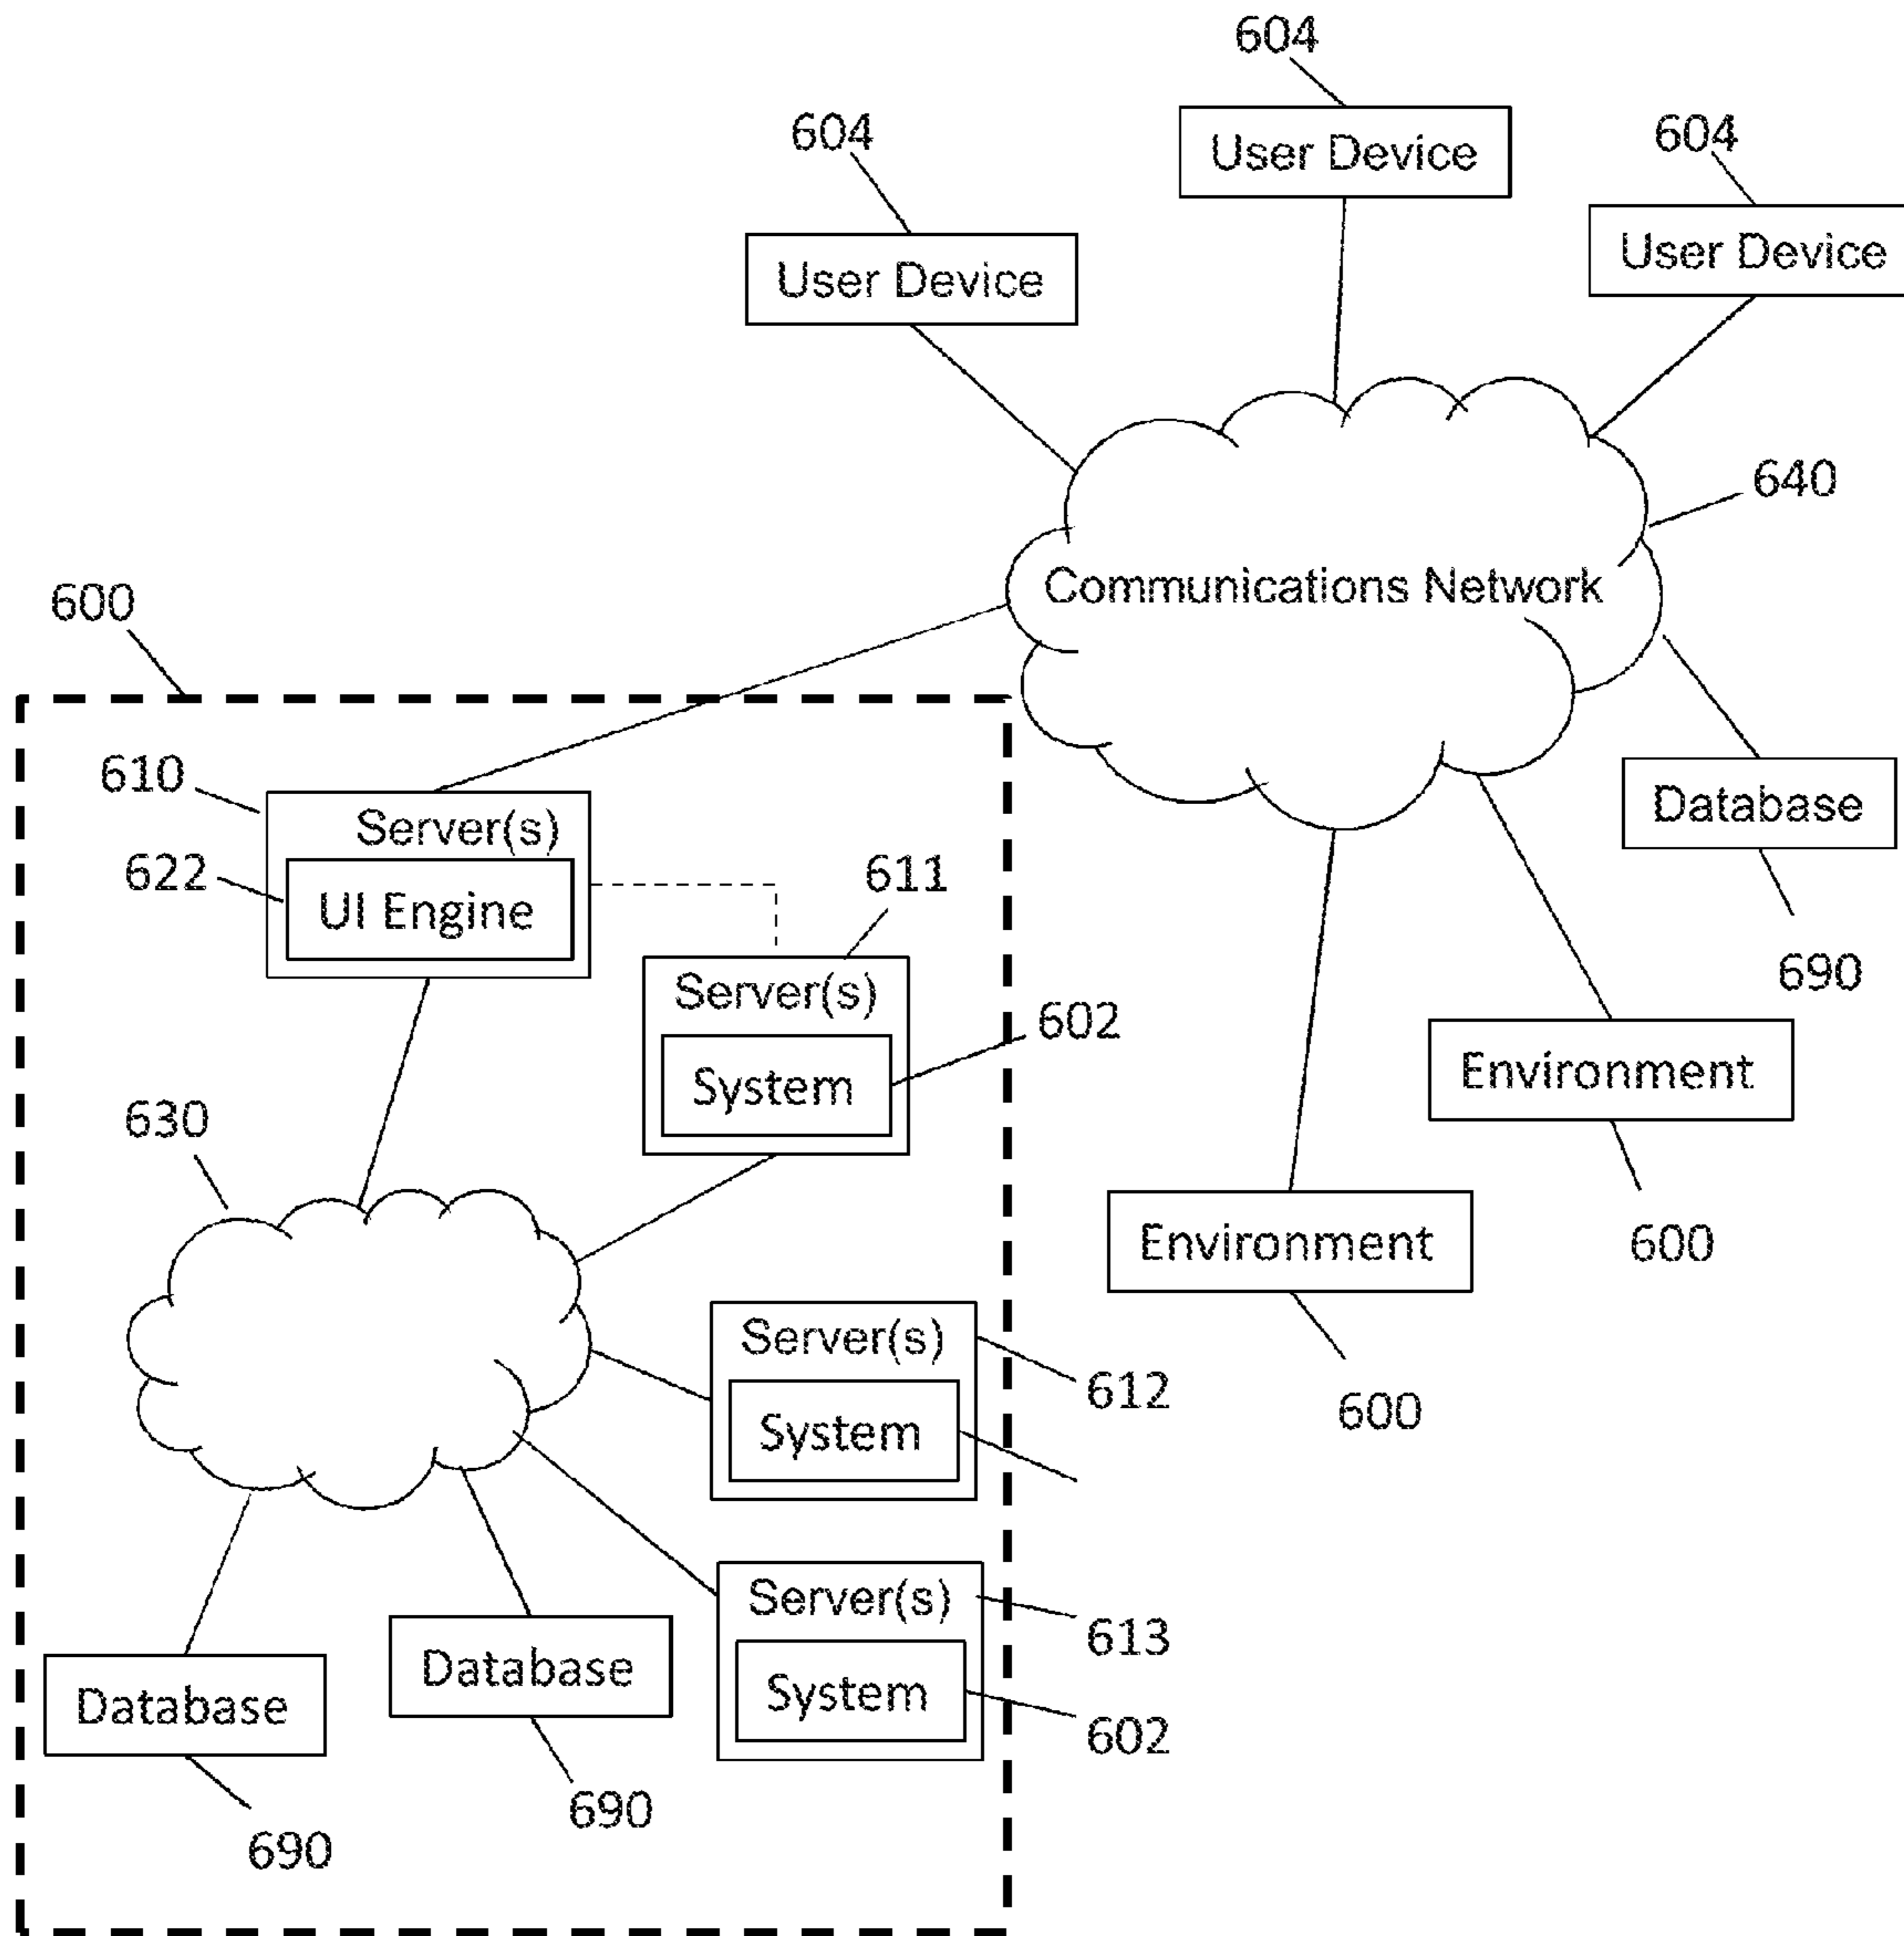 604
604
604
User Device
User Device
User Device
640
Communications Network
600
610
Server(s)
622
UI Engine
611
Server(s)
602
System
Database
690
Environment
600
Environment
600
630
Server(s)
612
System
Server(s)
613
System
602
Database
690
Database
690